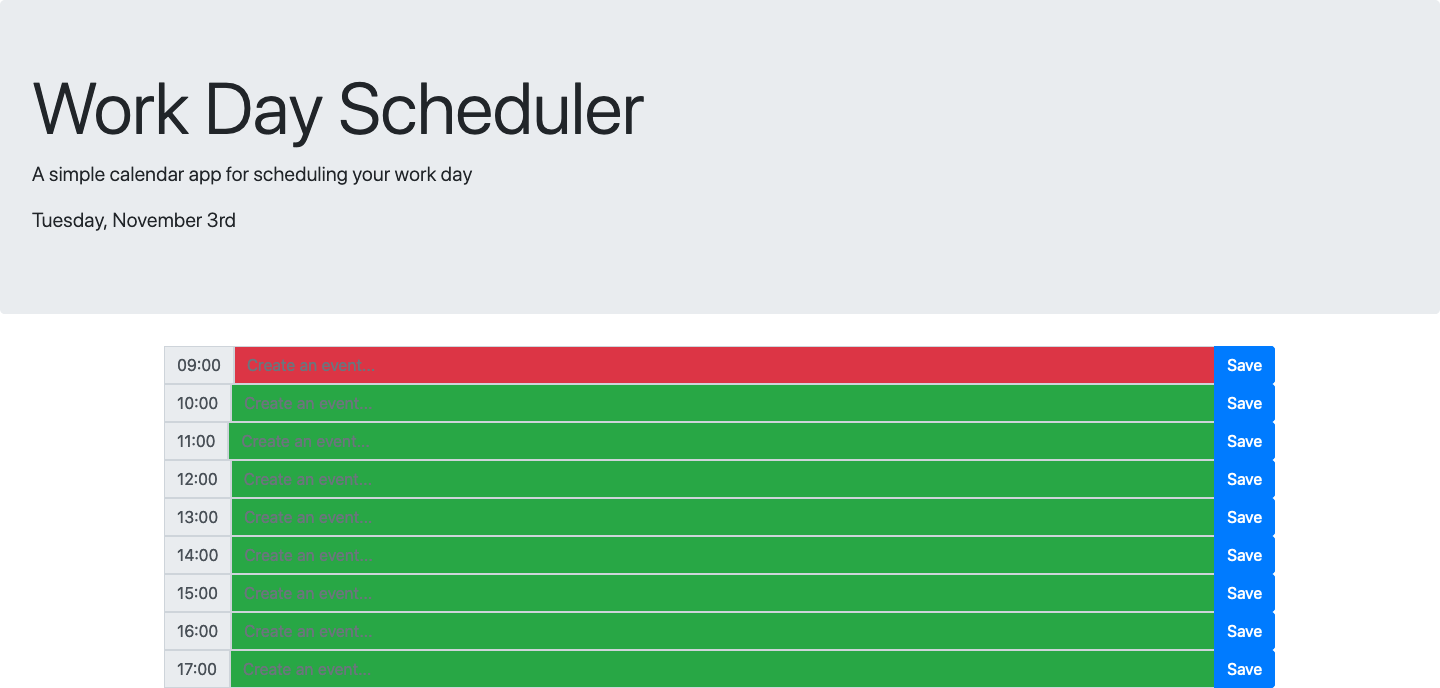 Work Day Scheduler
A simple calendar app for scheduling your work day
Tuesday, November 3rd
09:00 Create an event... Save
10:00 Create an event... Save
11:00 Create an event... Save
12:00 Create an event... Save
13:00 Create an event... Save
14:00 Create an event... Save
15:00 Create an event... Save
16:00 Create an event... Save
17:00 Create an event... Save